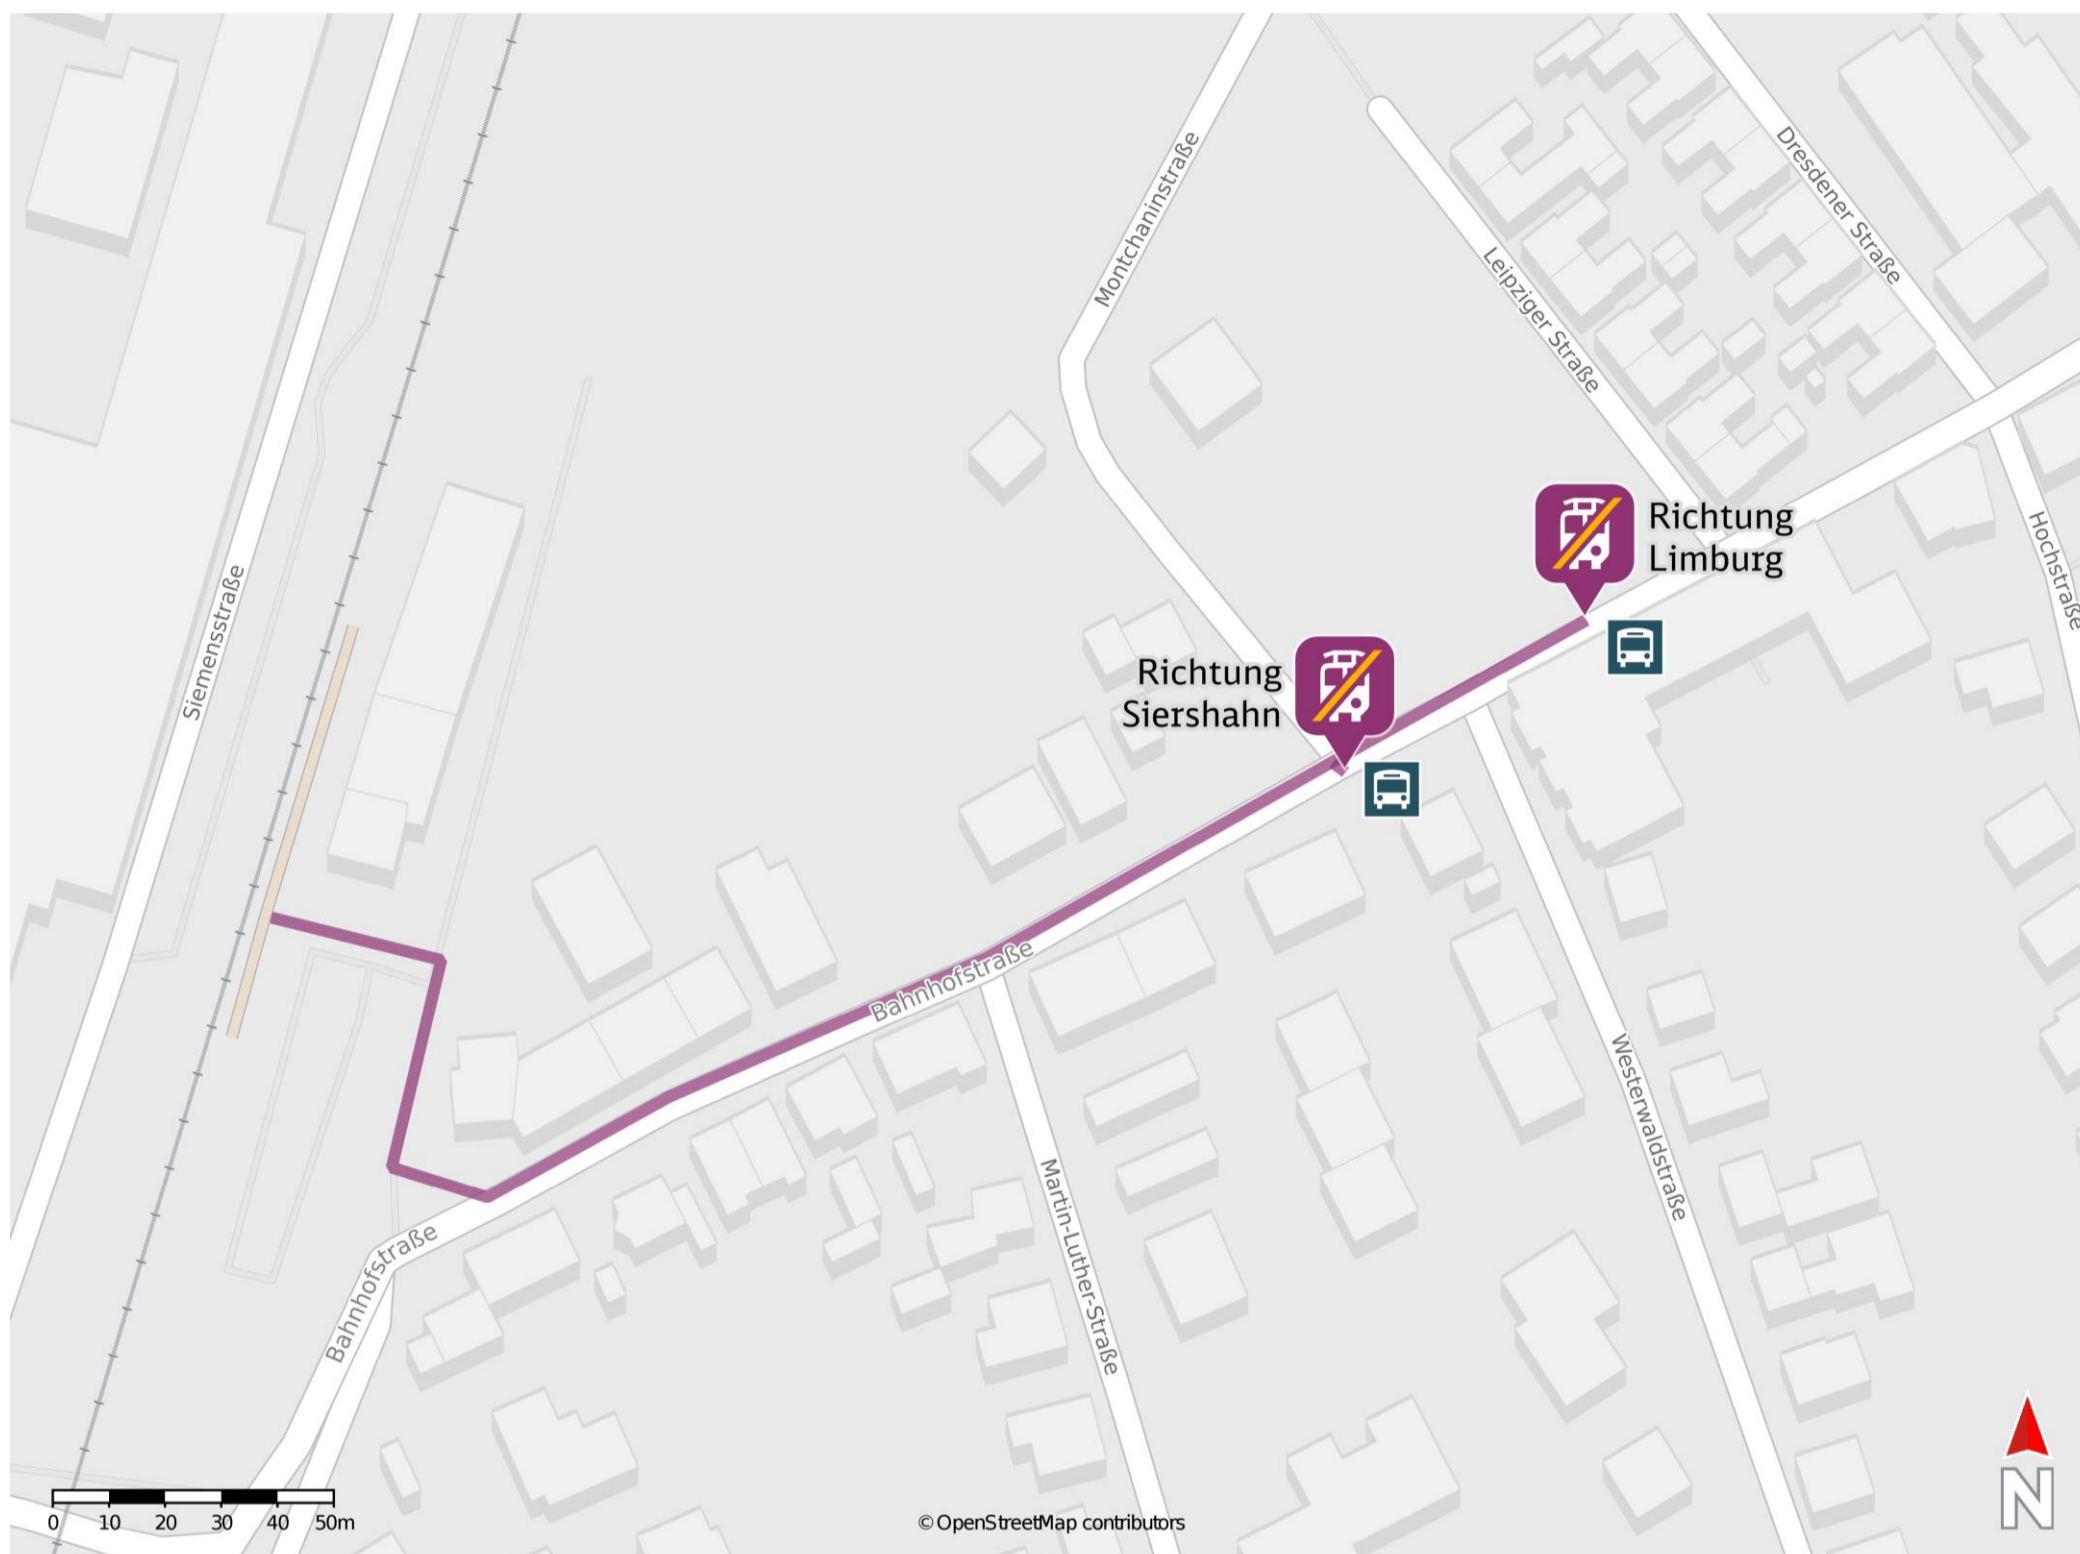 Montchaninstraße
Dresdener Straße
Leipziger Straße
Richtung
Limburg
Hochstraße
Siemensstraße
Richtung
Siershahn
Bahnhofstraße
Westerwaldstraße
Martin-Luther-Straße
Bahnhofstraße
0 10 20 30 40 50m
© OpenStreetMap contributors
N